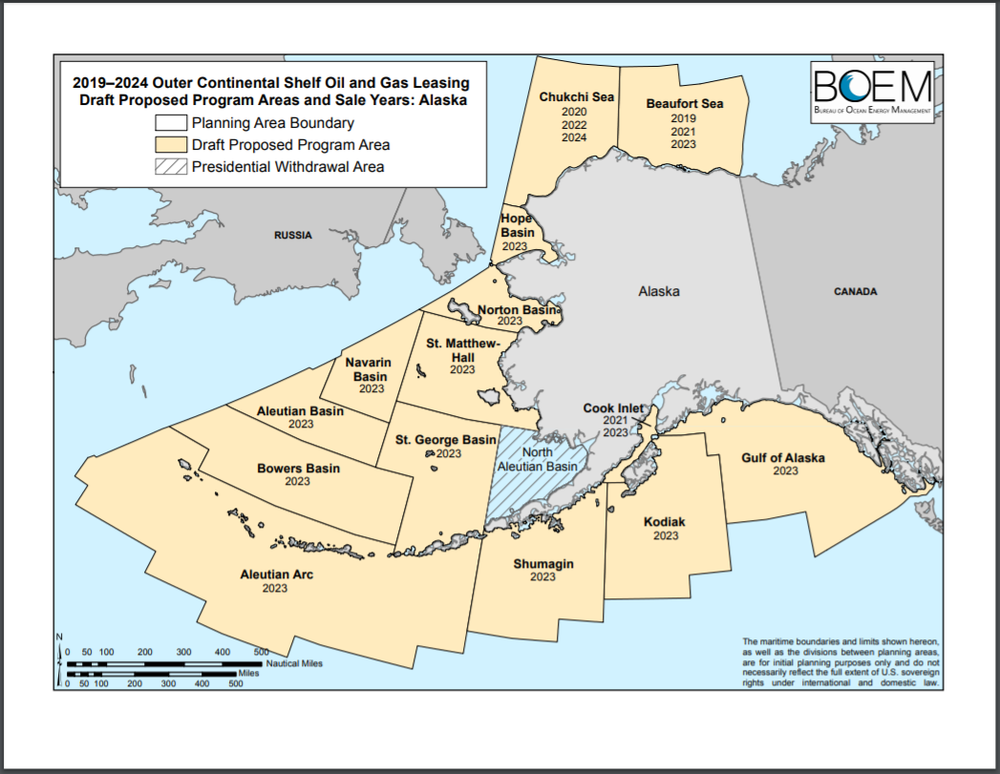 2019–2024 Outer Continental Shelf Oil and Gas Leasing
Draft Proposed Program Areas and Sale Years: Alaska
Planning Area Boundary
Draft Proposed Program Area
Presidential Withdrawal Area
BOEM
BUREAU OF OCEAN ENERGY MANAGEMENT
Chukchi Sea
2020
2022
2024
Beaufort Sea
2019
2021
2023
Hope
Basin
2023
RUSSIA
Alaska
CANADA
Norton Basin
2023
St. Matthew-
Hall
2023
Navarin
Basin
2023
Aleutian Basin
2023
Cook Inlet
2021
2023
St. George Basin
2023
North
Aleutian Basin
Gulf of Alaska
2023
Bowers Basin
2023
Kodiak
2023
Shumagin
2023
Aleutian Arc
2023
N
0 50 100 200 300 400 500
Nautical Miles
Miles
0 50 100 200 300 400 500
The maritime boundaries and limits shown hereon,
as well as the divisions between planning areas,
are for initial planning purposes only and do not
necessarily reflect the full extent of U.S. sovereign
rights under international and domestic law.